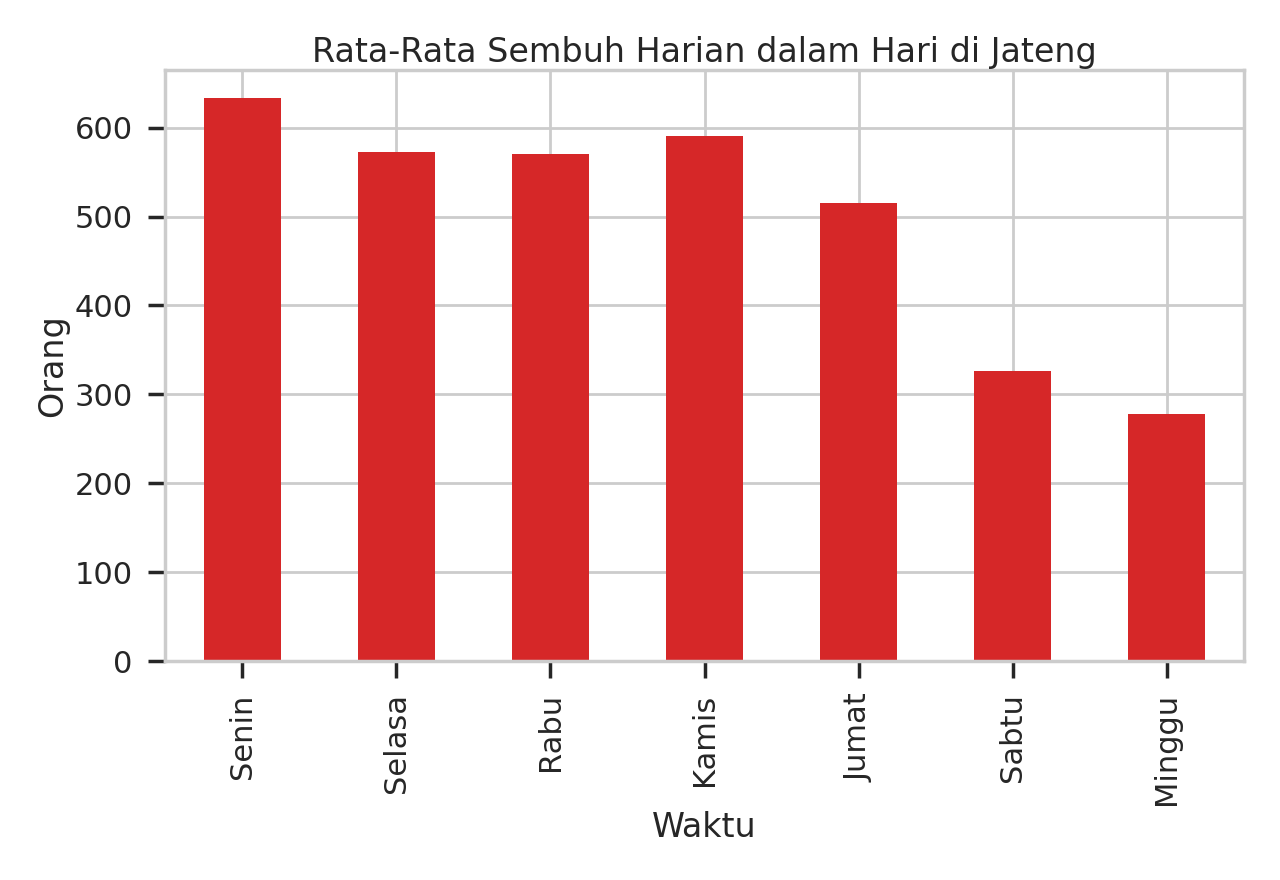 Rata-Rata Sembuh Harian dalam Hari di Jateng
Orang
600
500
400
300
200
100
0
Senin
Selasa
Rabu
Kamis
Jumat
Sabtu
Minggu
Waktu